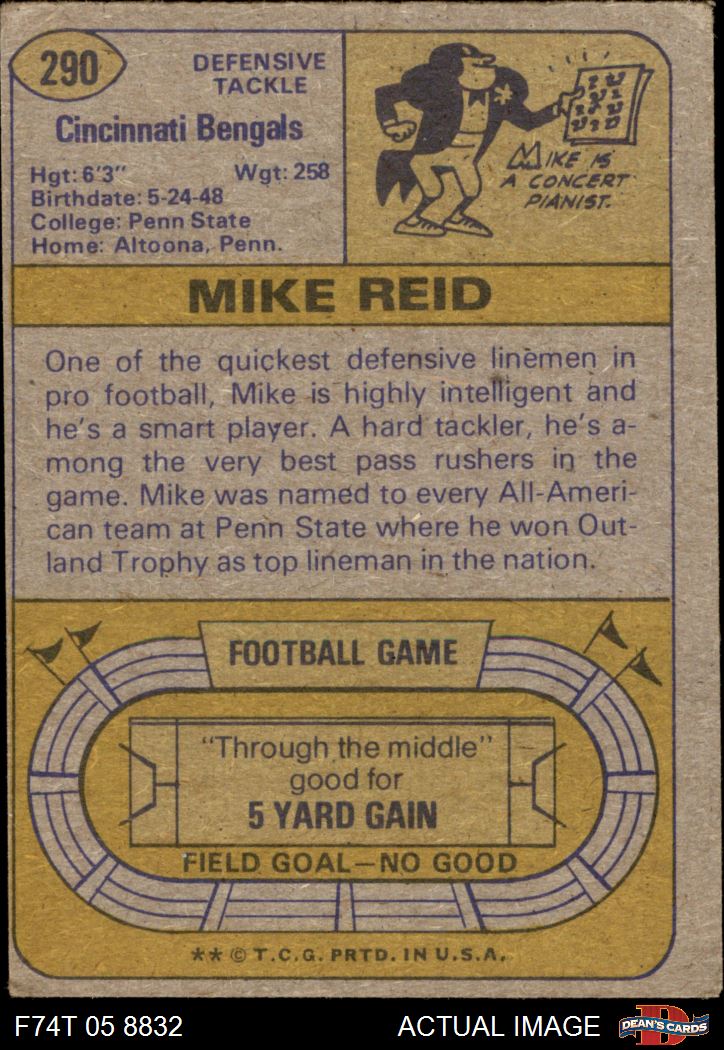 290
DEFENSIVE
TACKLE
Cincinnati Bengals
Hgt: 6'3" Wgt: 258
Birthdate: 5-24-48
College: Penn State
Home: Altoona, Penn.
MIKE IS
A CONCERT
PIANIST.
MIKE REID
One of the quickest defensive linemen in
pro football, Mike is highly intelligent and
he's a smart player. A hard tackler, he's a-
mong the very best pass rushers in the
game. Mike was named to every All-Ameri-
can team at Penn State where he won Out-
land Trophy as top lineman in the nation.
FOOTBALL GAME
"Through the middle"
good for
5 YARD GAIN
FIELD GOAL—NO GOOD
** © T.C.G. PRTD. IN U.S.A.
F74T 05 8832 ACTUAL IMAGE
D
DEAN'S CARDS